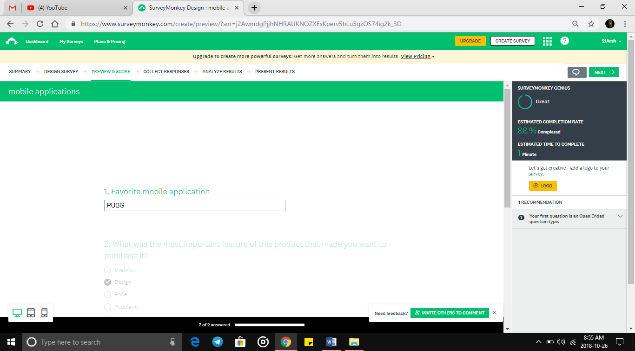 (4) YouTube
SurveyMonkey Design - mobile
https://www.surveymonkey.com/create/preview/
Dashboard My Surveys Plans & Pricing
UPGRADE CREATE SURVEY
Upgrade to create more powerful surveys: Get more answers and turn them into results. View Pricing
SUMMARY DESIGN SURVEY PREVIEW & SCORE COLLECT RESPONSES ANALYZE RESULTS PRESENT RESULTS
NEXT
mobile applications
1. Favorite mobile application
PUBG
2. What was the most important feature of this product that made you want to
purchase it?
Design
Price
2 of 2 answered
SURVEYMONKEY GENIUS
Great
ESTIMATED COMPLETION RATE
Completed
ESTIMATED TIME TO COMPLETE
1 Minute
Let's get creative. Add a logo to your
survey.
LOGO
1 RECOMMENDATION
Your first question is an Open Ended
question type.
Need feedback? INVITE OTHERS TO COMMENT
Type here to search
8:55 AM
2018-10-26